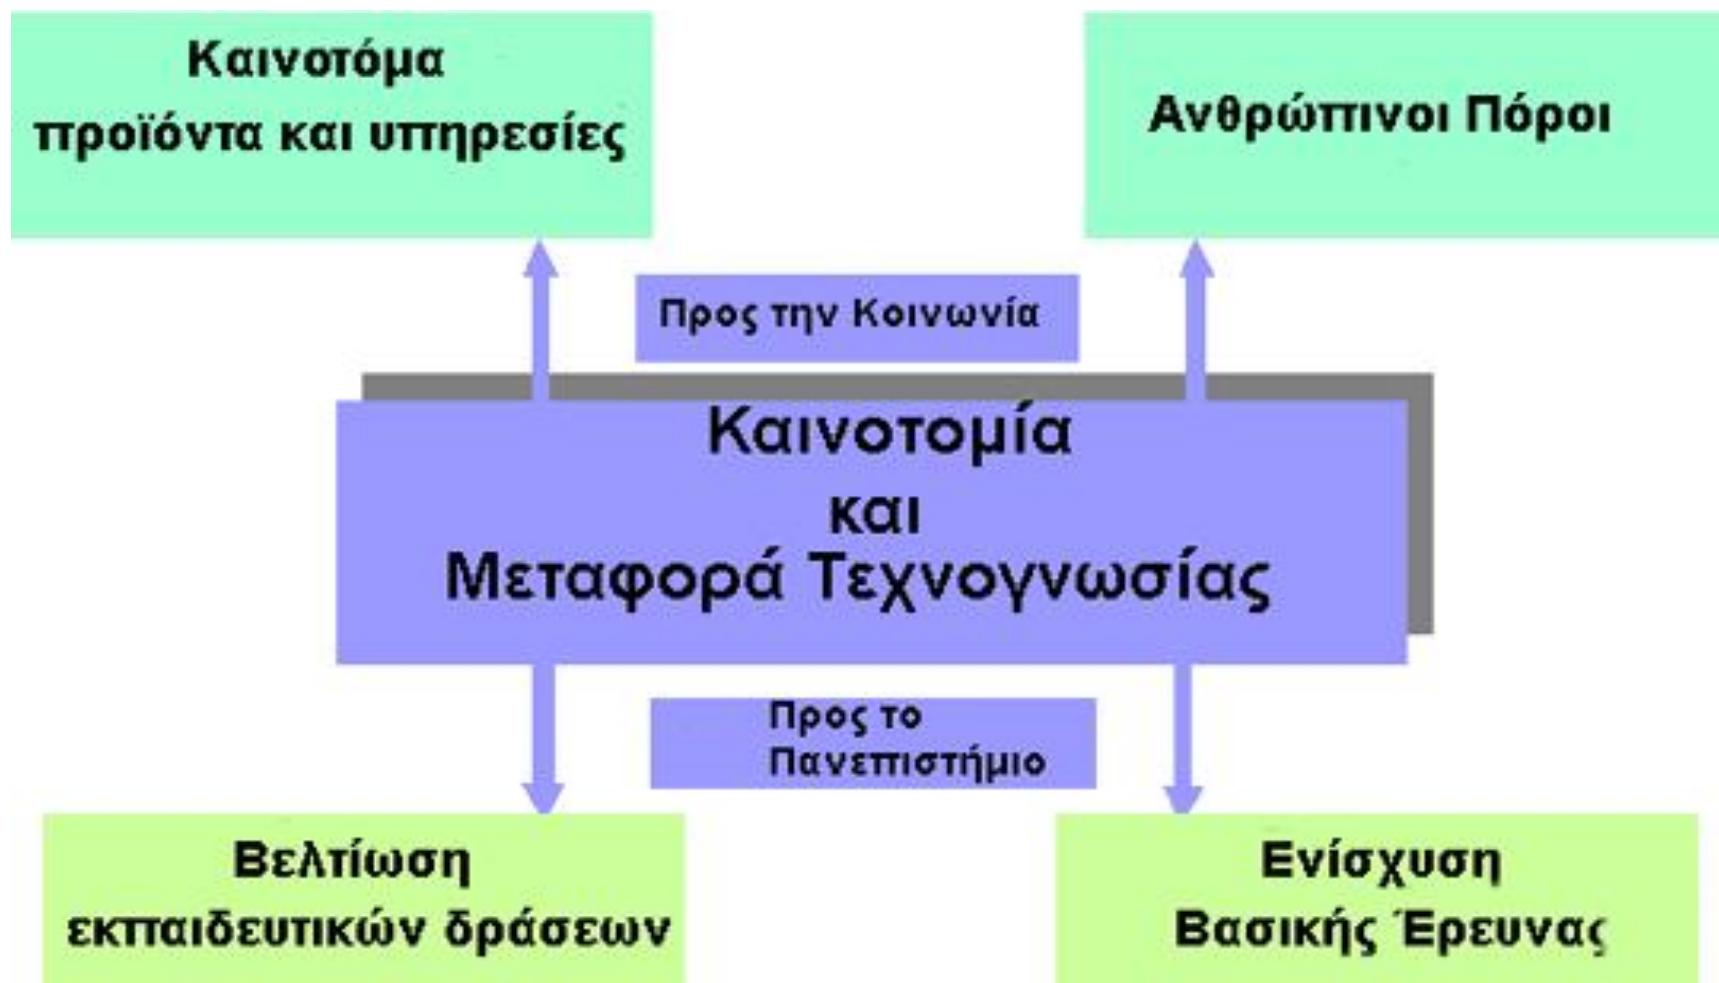 Καινοτόμα
προϊόντα και υπηρεσίες
Ανθρώπινοι Πόροι
Προς την Κοινωνία
Καινοτομία
και
Μεταφορά Τεχνογνωσίας
Προς το
Πανεπιστήμιο
Βελτίωση
εκπαιδευτικών δράσεων
Ενίσχυση
Βασικής Έρευνας